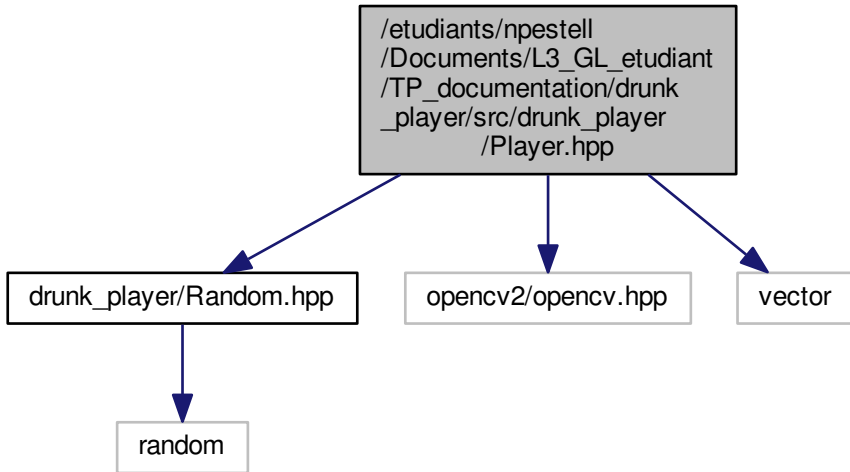 /etudiants/npestell
/Documents/L3_GL_etudiant
/TP_documentation/drunk
_player/src/drunk_player
/Player.hpp
drunk_player/Random.hpp
opencv2/opencv.hpp
vector
random